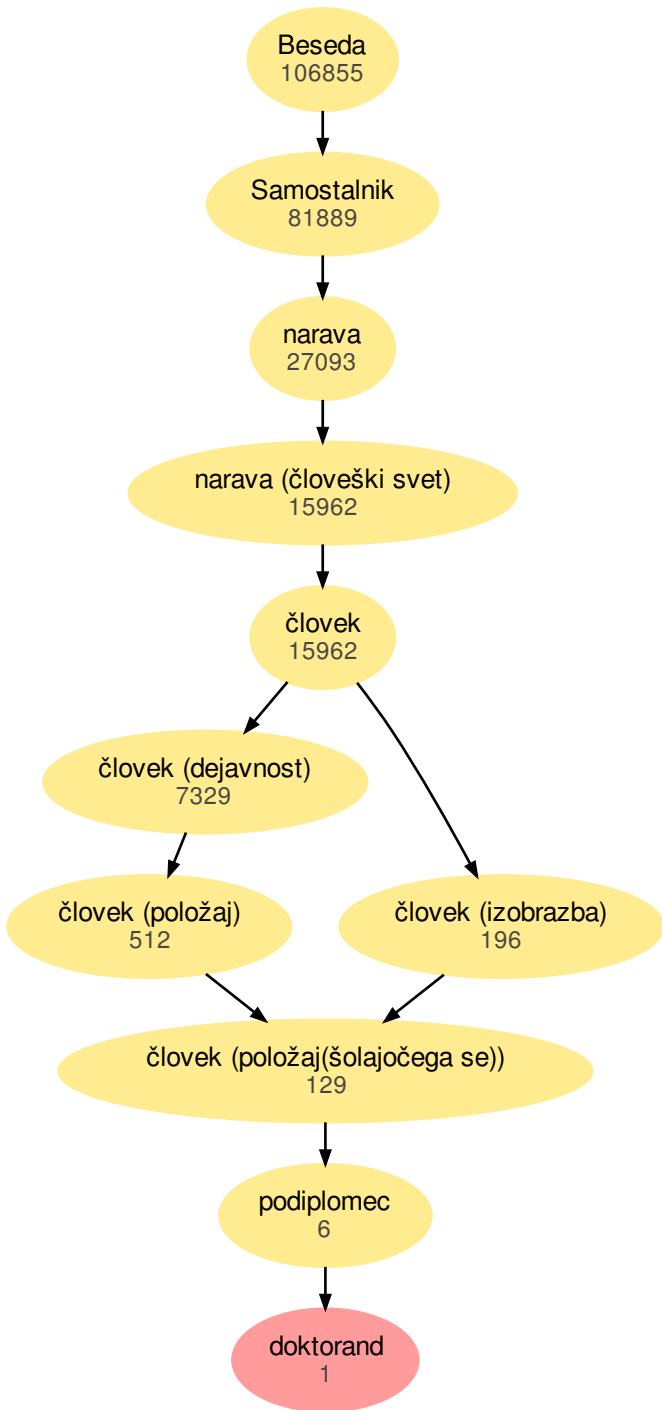 Beseda
106855
Samostalnik
81889
narava
27093
narava (človeški svet)
15962
človek
15962
človek (dejavnost)
7329
človek (položaj)
512
človek (izobrazba)
196
človek (položaj(šolajočega se))
129
podiplomec
6
doktorand
1